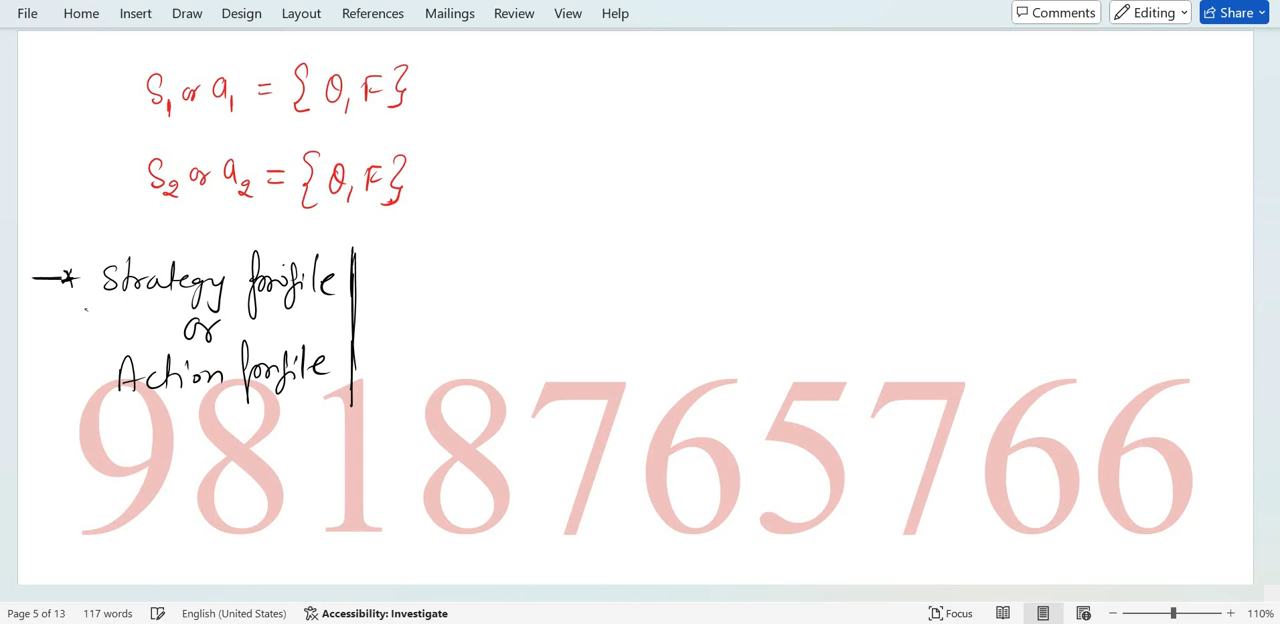 File Home Insert Draw Design Layout References Mailings Review View Help Comments Editing Share
S1 or a1 = {O, F}
S2 or a2 = {O, F}
→* Strategy profile
or
Action profile
9818765766
Page 5 of 13 117 words English (United States) Accessibility: Investigate Focus 110%